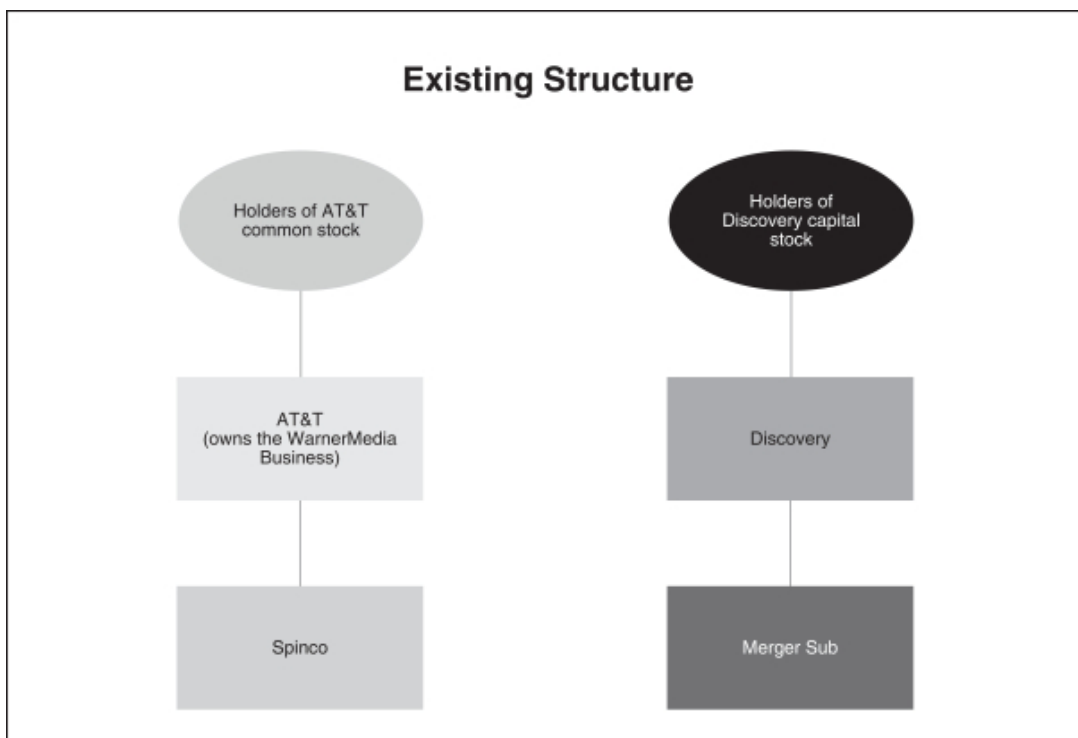 Existing Structure
Holders of AT&T
common stock
Holders of
Discovery capital
stock
AT&T
(owns the WarnerMedia
Business)
Discovery
Spinco
Merger Sub